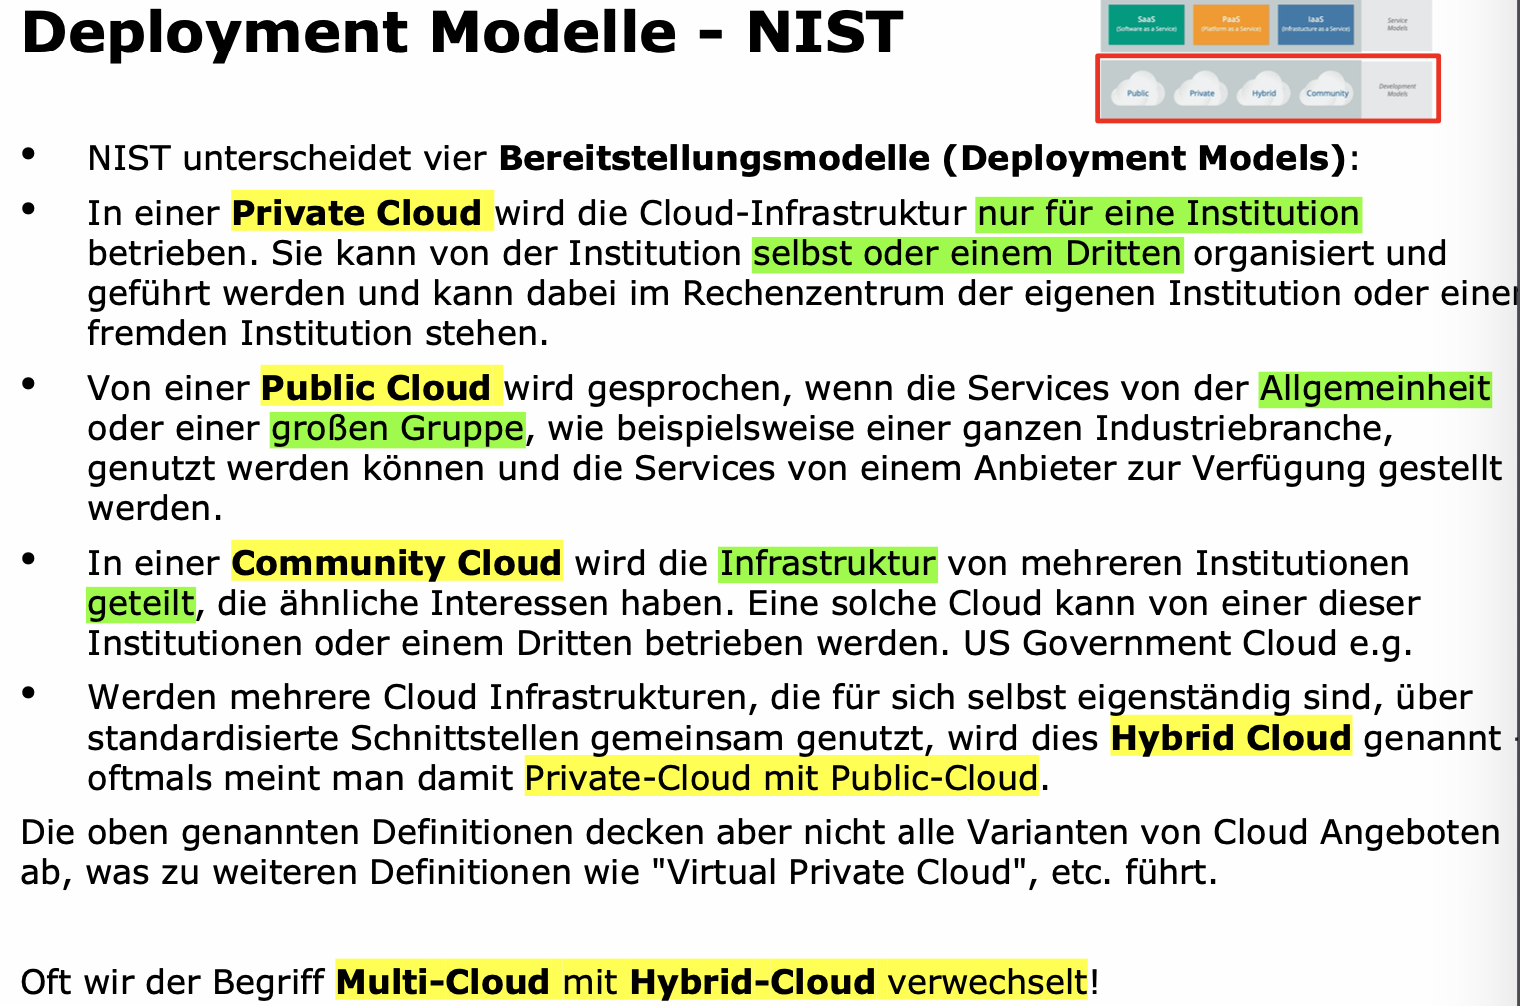 Deployment Modelle - NIST
SaaS
(Software as a Service)
PaaS
(Platform as a Service)
IaaS
(Infrastucture as a Service)
Service
Models
Public
Private
Hybrid
Community
Development
Models
• NIST unterscheidet vier Bereitstellungsmodelle (Deployment Models):
• In einer Private Cloud wird die Cloud-Infrastruktur nur für eine Institution
betrieben. Sie kann von der Institution selbst oder einem Dritten organisiert und
geführt werden und kann dabei im Rechenzentrum der eigenen Institution oder einer
fremden Institution stehen.
• Von einer Public Cloud wird gesprochen, wenn die Services von der Allgemeinheit
oder einer großen Gruppe, wie beispielsweise einer ganzen Industriebranche,
genutzt werden können und die Services von einem Anbieter zur Verfügung gestellt
werden.
• In einer Community Cloud wird die Infrastruktur von mehreren Institutionen
geteilt, die ähnliche Interessen haben. Eine solche Cloud kann von einer dieser
Institutionen oder einem Dritten betrieben werden. US Government Cloud e.g.
• Werden mehrere Cloud Infrastrukturen, die für sich selbst eigenständig sind, über
standardisierte Schnittstellen gemeinsam genutzt, wird dies Hybrid Cloud genannt -
oftmals meint man damit Private-Cloud mit Public-Cloud.
Die oben genannten Definitionen decken aber nicht alle Varianten von Cloud Angeboten
ab, was zu weiteren Definitionen wie "Virtual Private Cloud", etc. führt.
Oft wir der Begriff Multi-Cloud mit Hybrid-Cloud verwechselt!